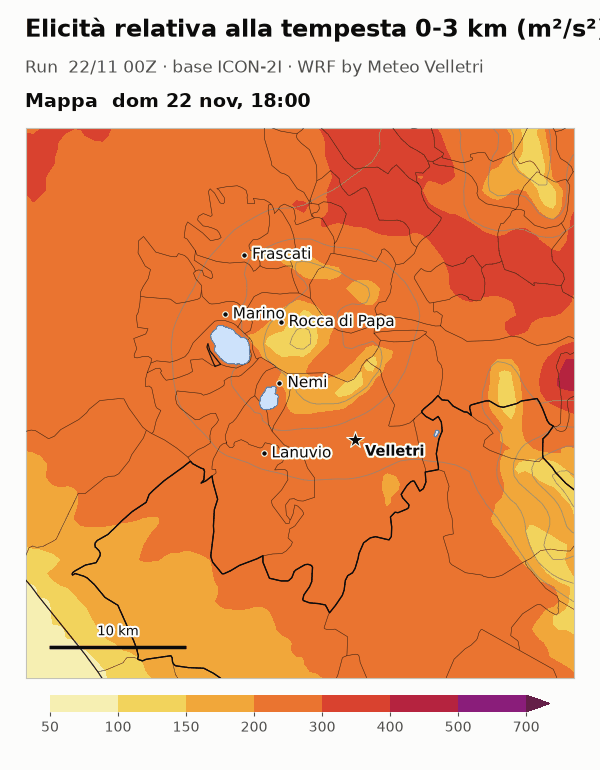 Elicità relativa alla tempesta 0-3 km (m²/s²)
Run 22/11 00Z · base ICON-2I · WRF by Meteo Velletri
Mappa dom 22 nov, 18:00
Frascati
Marino
Rocca di Papa
Nemi
Velletri
Lanuvio
10 km
50 100 150 200 300 400 500 700